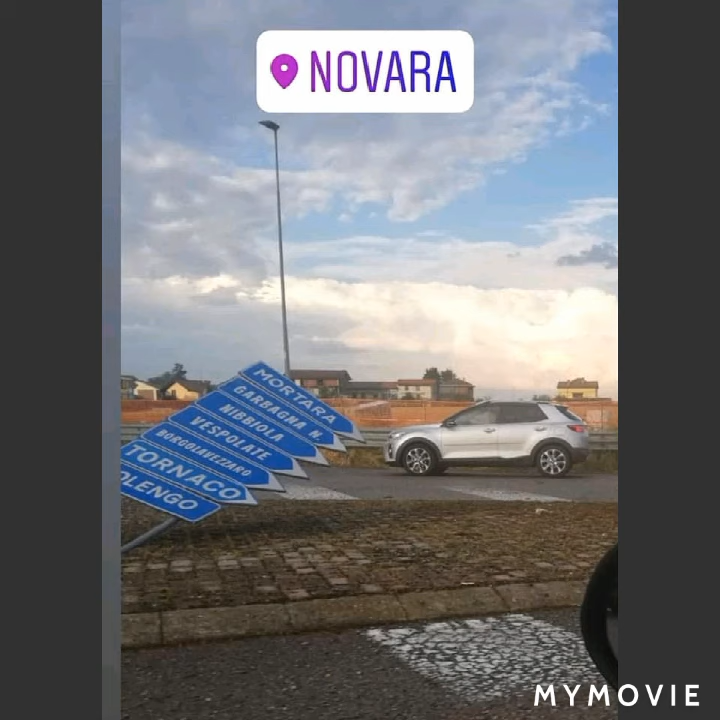 NOVARA
MORTARA
GARBAGNA N.
NIBBIOLA
VESPOLATE
BORGOLAVEZZARO
TORNACO
OLENGO
MYMOVIE